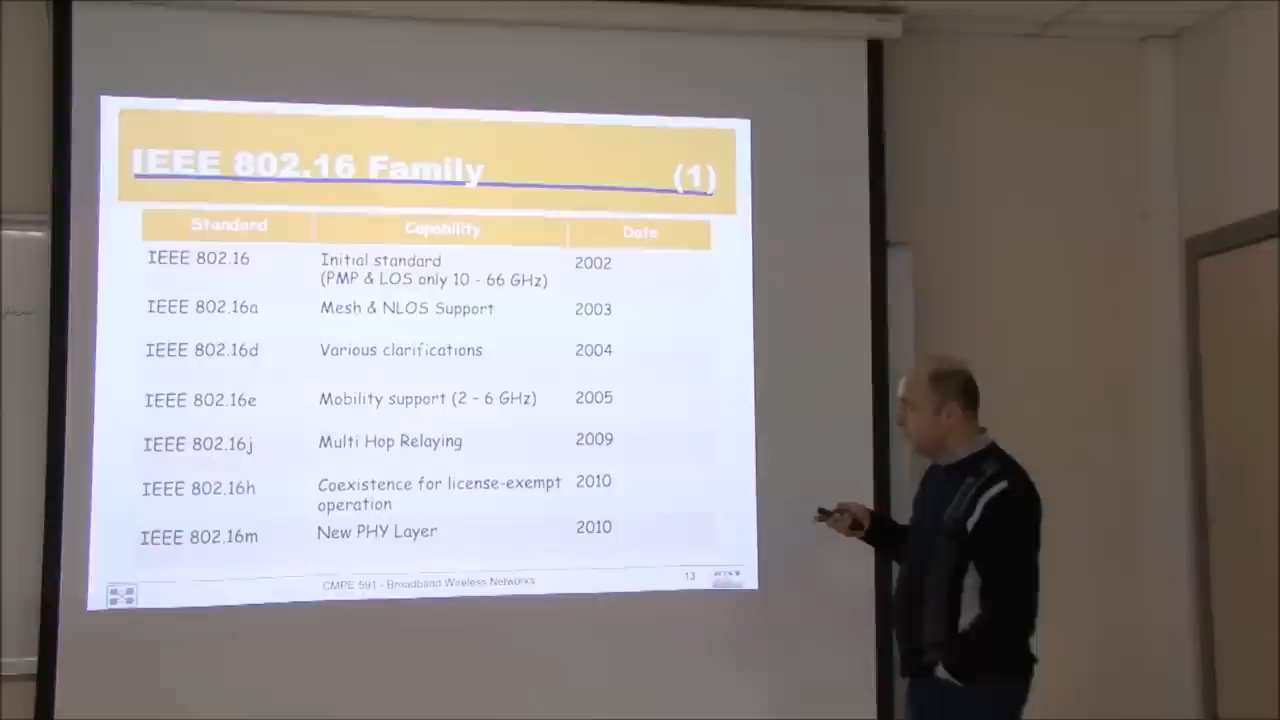 IEEE 802.16 Family (1)
Standard Capability Date
IEEE 802.16 Initial standard 2002
(PMP & LOS only 10 - 66 GHz)
IEEE 802.16a Mesh & NLOS Support 2003
IEEE 802.16d Various clarifications 2004
IEEE 802.16e Mobility support (2 – 6 GHz) 2005
IEEE 802.16j Multi Hop Relaying 2009
IEEE 802.16h Coexistence for license-exempt 2010
operation
IEEE 802.16m New PHY Layer 2010
CMPE 591 - Broadband Wireless Networks 13